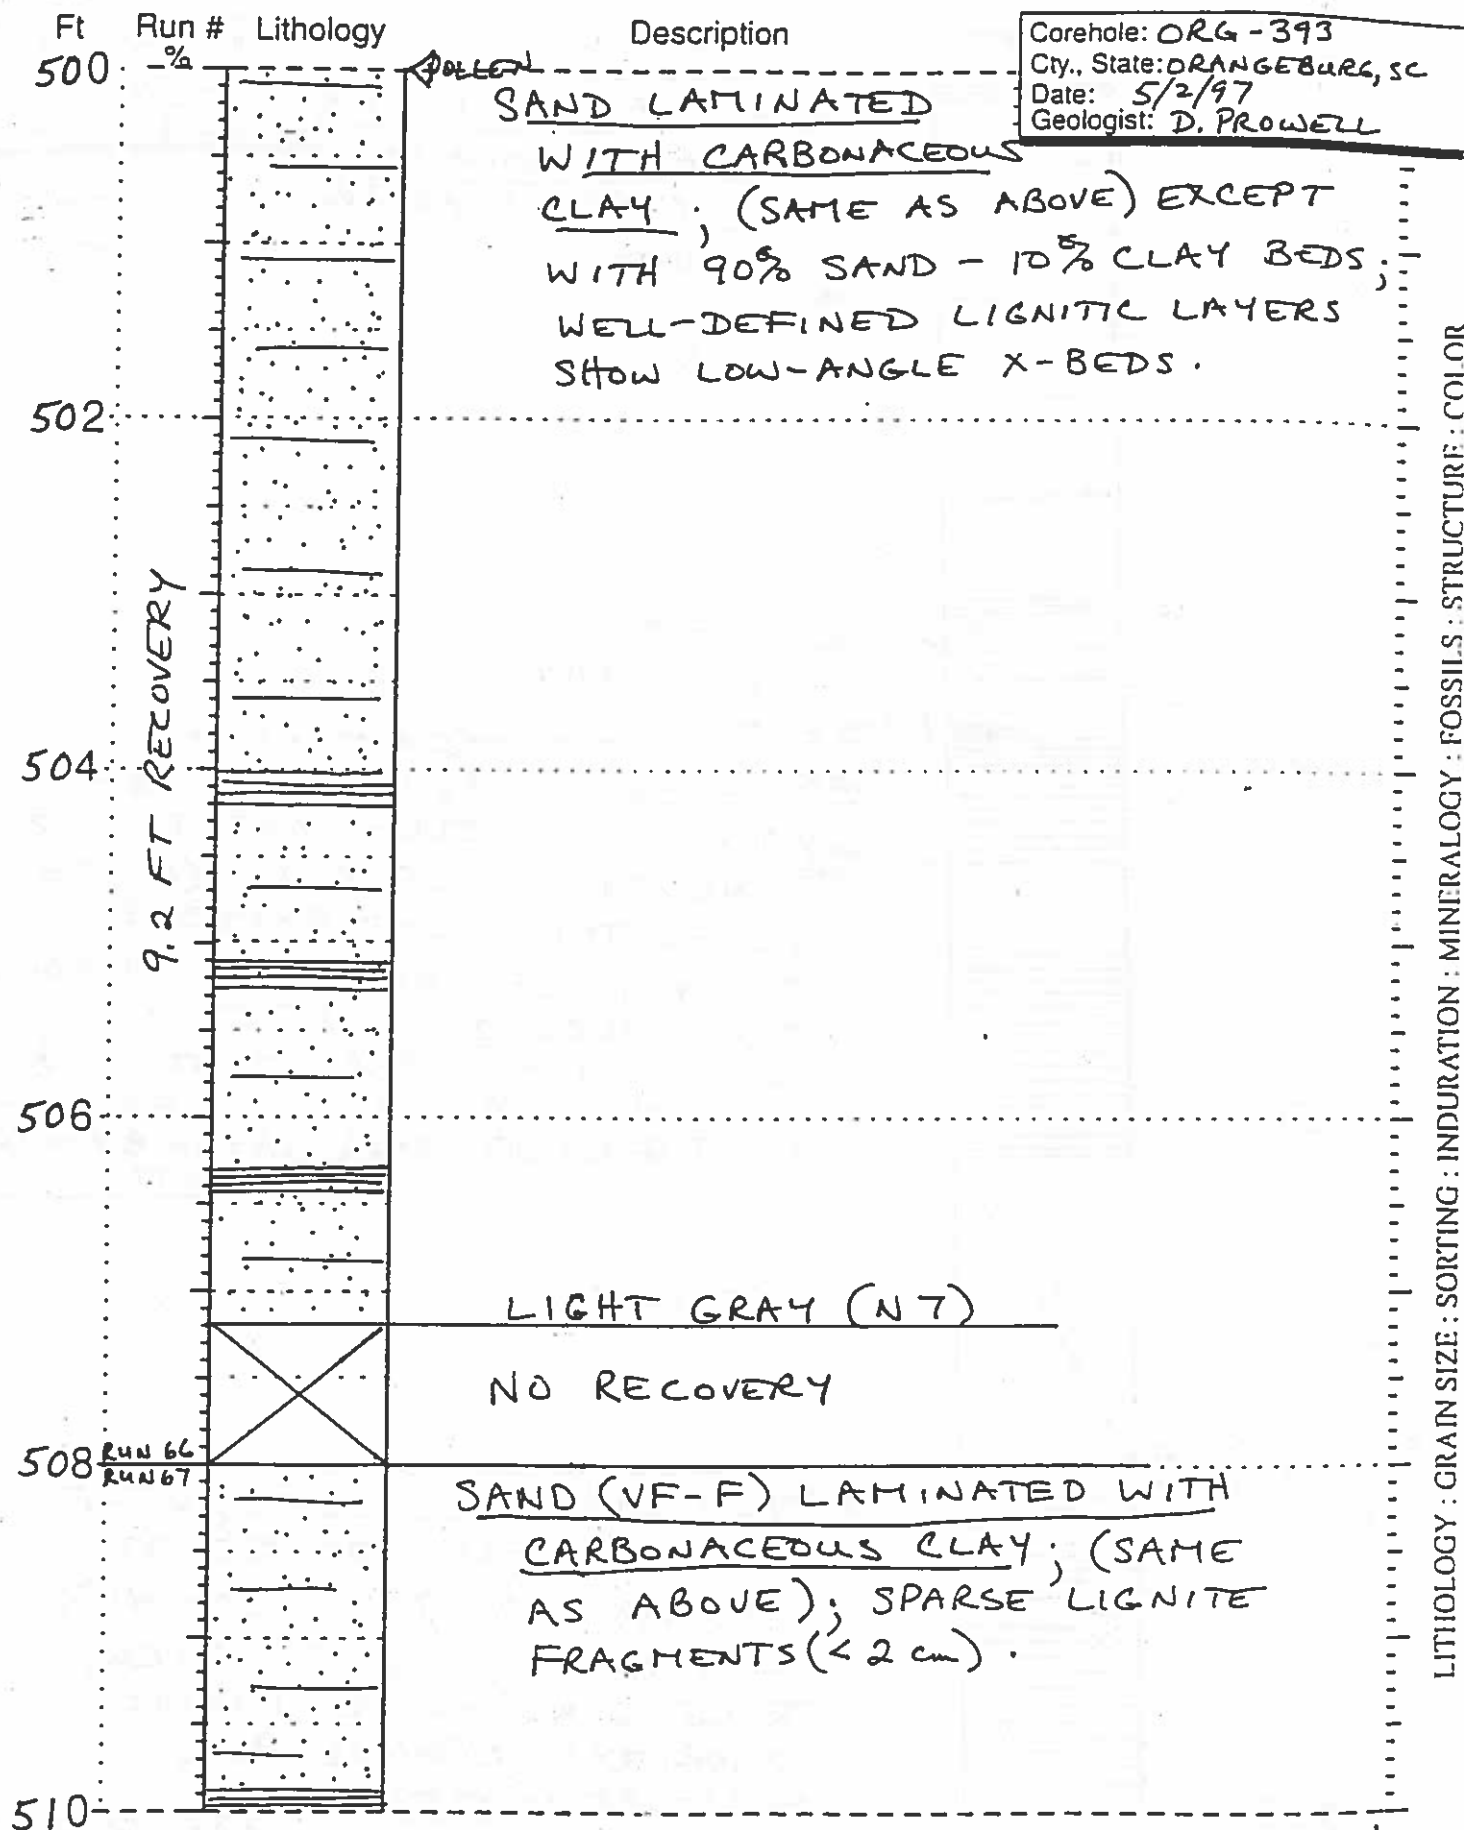 Ft Run # Lithology Description
-%
Corehole: ORG-393
Cty., State: ORANGEBURG, SC
Date: 5/2/97
Geologist: D. PROWELL
500
POLLEN
SAND LAMINATED
WITH CARBONACEOUS
CLAY; (SAME AS ABOVE) EXCEPT
WITH 90% SAND - 10% CLAY BEDS;
WELL-DEFINED LIGNITIC LAYERS
SHOW LOW-ANGLE X-BEDS.
502
9.2 FT RECOVERY
504
506
LIGHT GRAY (N7)
NO RECOVERY
508
RUN 66
RUN 67
SAND (VF-F) LAMINATED WITH
CARBONACEOUS CLAY; (SAME
AS ABOVE); SPARSE LIGNITE
FRAGMENTS (< 2 cm).
510
LITHOLOGY : GRAIN SIZE : SORTING : INDURATION : MINERALOGY : FOSSILS : STRUCTURE : COLOR